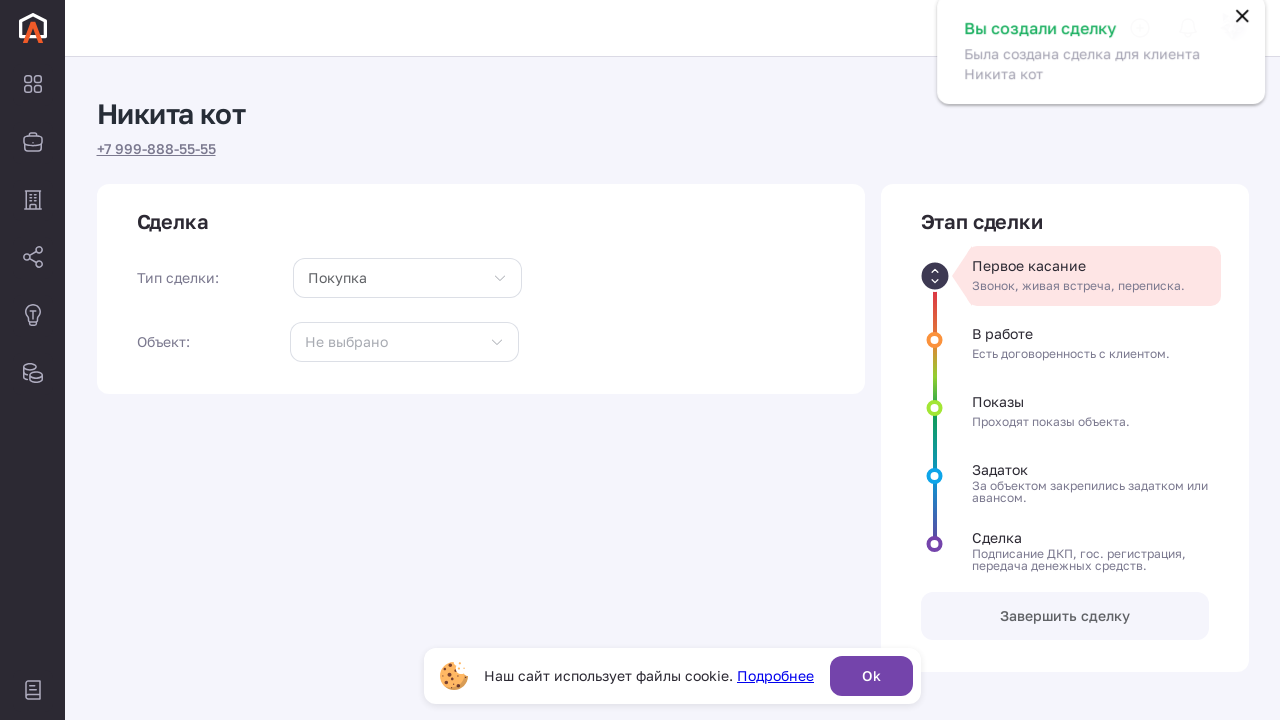 Вы создали сделку
Была создана сделка для клиента
Никита кот
Никита кот
+7 999-888-55-55
Сделка
Тип сделки:
Покупка
Объект:
Не выбрано
Этап сделки
Первое касание
Звонок, живая встреча, переписка.
В работе
Есть договоренность с клиентом.
Показы
Проходят показы объекта.
Задаток
За объектом закрепились задатком или
авансом.
Сделка
Подписание ДКП, гос. регистрация,
передача денежных средств.
Завершить сделку
Наш сайт использует файлы cookie. Подробнее
Ok